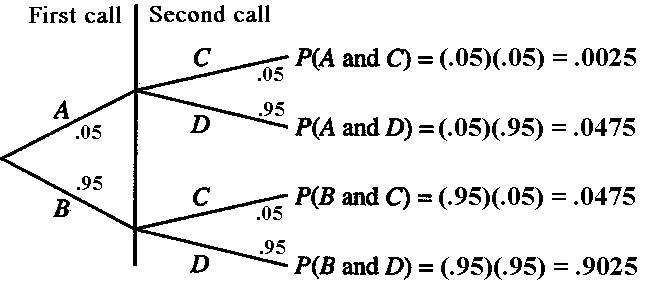 First call Second call
C
.05
P(A and C) = (.05)(.05) = .0025
A
.05
.95
D
P(A and D) = (.05)(.95) = .0475
.95
B
C
.05
P(B and C) = (.95)(.05) = .0475
.95
D
P(B and D) = (.95)(.95) = .9025